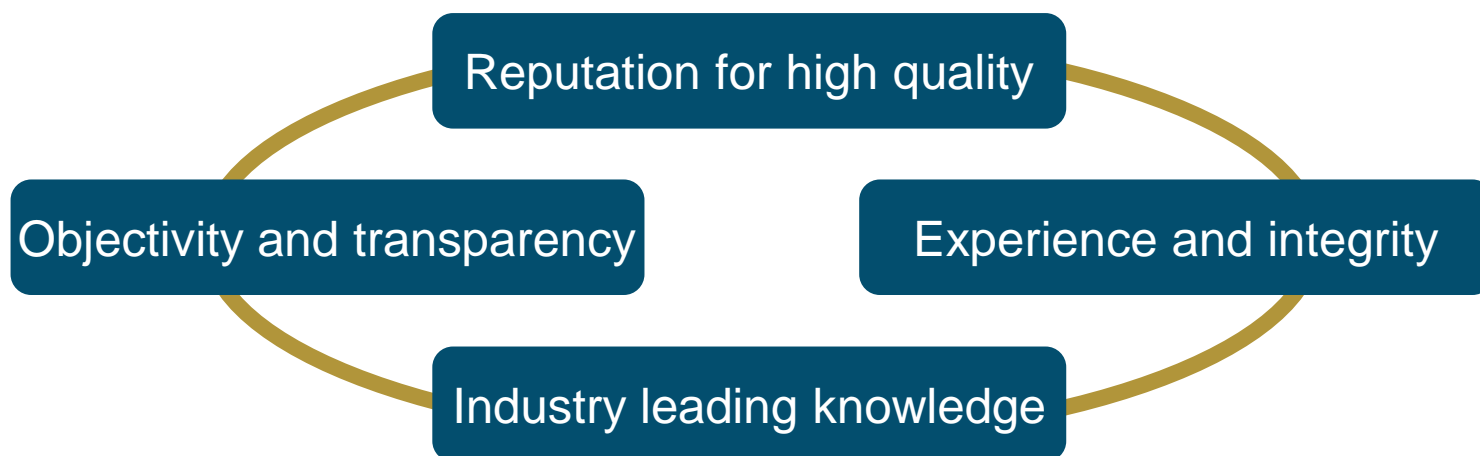 Reputation for high quality
Objectivity and transparency
Experience and integrity
Industry leading knowledge